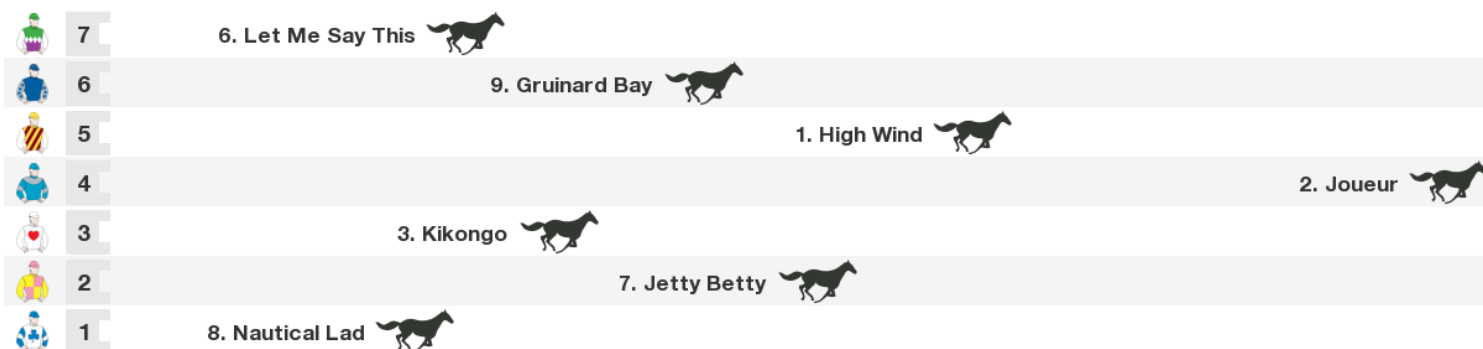 7 6. Let Me Say This
6 9. Gruinard Bay
5 1. High Wind
4 2. Joueur
3 3. Kikongo
2 7. Jetty Betty
1 8. Nautical Lad